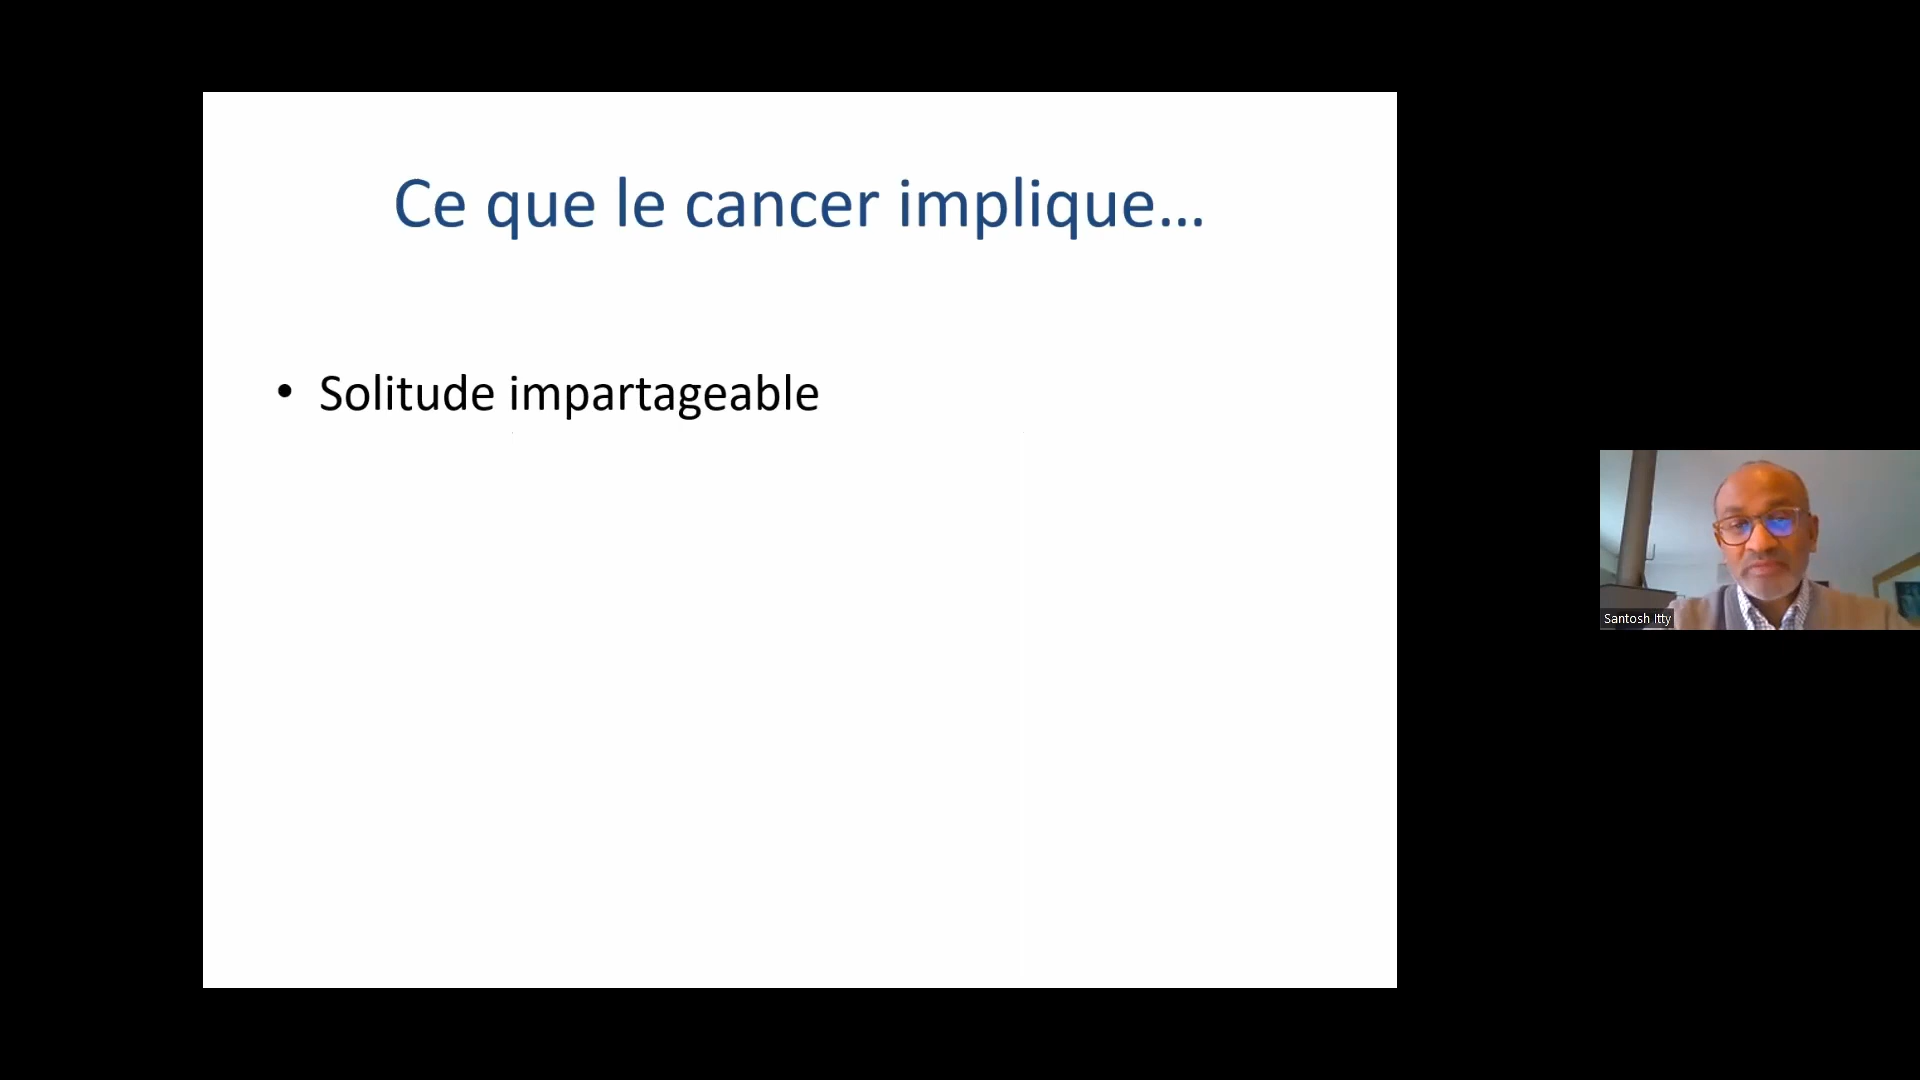 Ce que le cancer implique...
• Solitude impartageable
Santosh Itty